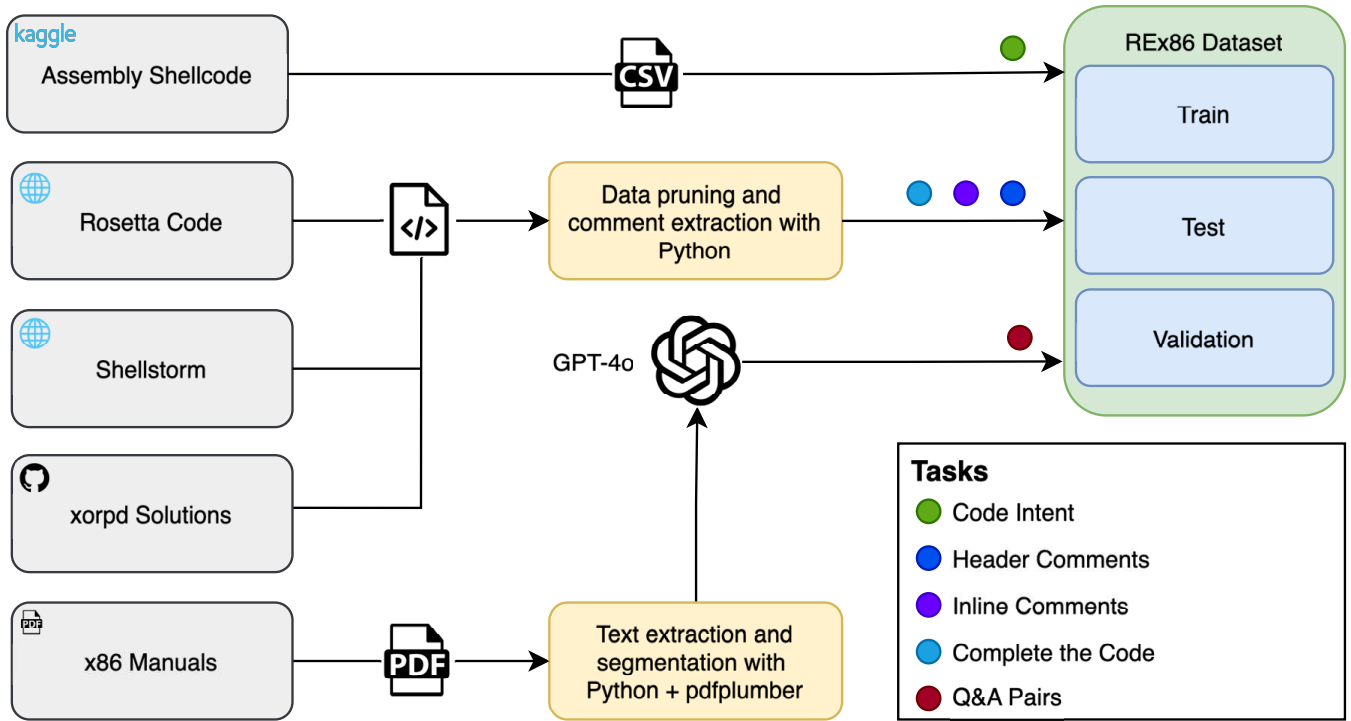 kaggle
Assembly Shellcode
CSV
REx86 Dataset
Train
Rosetta Code
</>
Data pruning and
comment extraction with
Python
Test
Shellstorm
GPT-4o
Validation
xorpd Solutions
PDF
x86 Manuals
PDF
Text extraction and
segmentation with
Python + pdfplumber
Tasks
Code Intent
Header Comments
Inline Comments
Complete the Code
Q&A Pairs